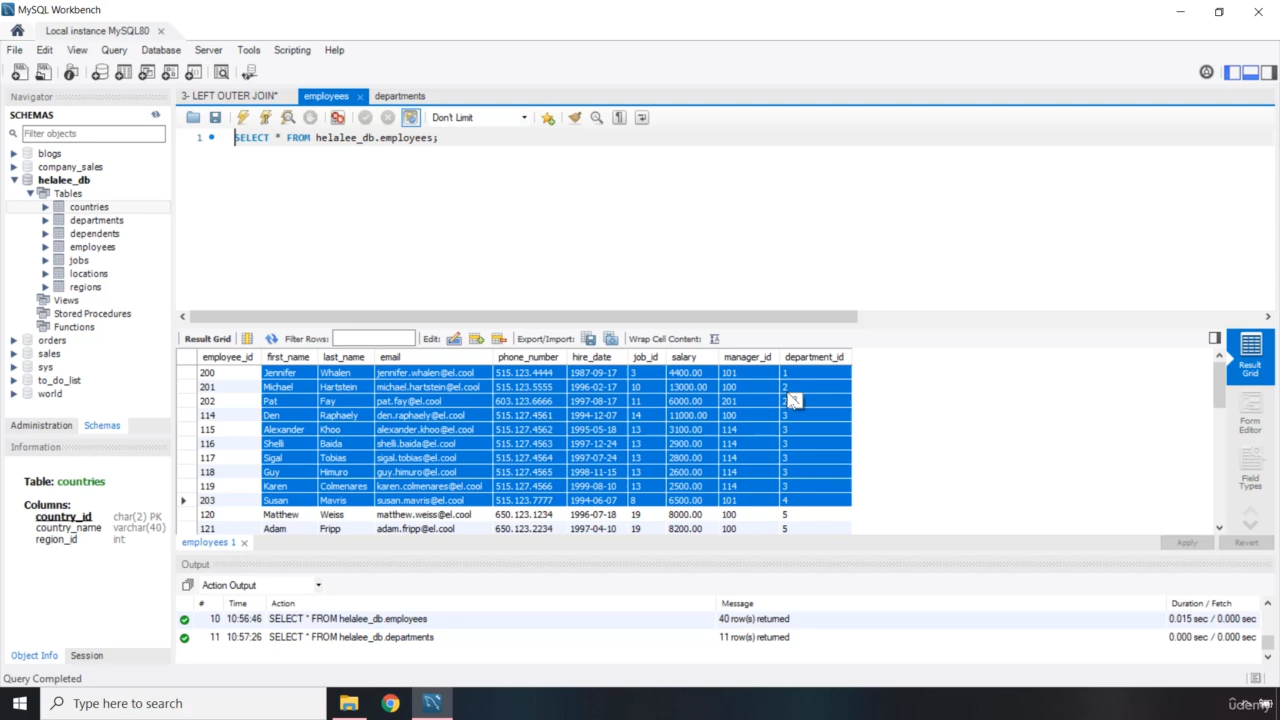 MySQL Workbench
Local instance MySQL80
File Edit View Query Database Server Tools Scripting Help
Navigator
SCHEMAS
Filter objects
blogs
company_sales
helalee_db
Tables
countries
departments
dependents
employees
jobs
locations
regions
Views
Stored Procedures
Functions
orders
sales
sys
to_do_list
world
Administration Schemas
Information
Table: countries
Columns:
country_id char(2) PK
country_name varchar(40)
region_id int
Object Info Session
3- LEFT OUTER JOIN* employees departments
Don't Limit
1 SELECT * FROM helalee_db.employees;
Result Grid Filter Rows: Edit: Export/Import: Wrap Cell Content:
employee_id first_name last_name email phone_number hire_date job_id salary manager_id department_id
200 Jennifer Whalen jennifer.whalen@el.cool 515.123.4444 1987-09-17 3 4400.00 101 1
201 Michael Hartstein michael.hartstein@el.cool 515.123.5555 1996-02-17 10 13000.00 100 2
202 Pat Fay pat.fay@el.cool 603.123.6666 1997-08-17 11 6000.00 201 2
114 Den Raphaely den.raphaely@el.cool 515.127.4561 1994-12-07 14 11000.00 100 3
115 Alexander Khoo alexander.khoo@el.cool 515.127.4562 1995-05-18 13 3100.00 114 3
116 Shelli Baida shelli.baida@el.cool 515.127.4563 1997-12-24 13 2900.00 114 3
117 Sigal Tobias sigal.tobias@el.cool 515.127.4564 1997-07-24 13 2800.00 114 3
118 Guy Himuro guy.himuro@el.cool 515.127.4565 1998-11-15 13 2600.00 114 3
119 Karen Colmenares karen.colmenares@el.cool 515.127.4566 1999-08-10 13 2500.00 114 3
203 Susan Mavris susan.mavris@el.cool 515.123.7777 1994-06-07 8 6500.00 101 4
120 Matthew Weiss matthew.weiss@el.cool 650.123.1234 1996-07-18 19 8000.00 100 5
121 Adam Fripp adam.fripp@el.cool 650.123.2234 1997-04-10 19 8200.00 100 5
Result Grid
Form Editor
Field Types
employees 1
Apply Revert
Output
Action Output
# Time Action Message Duration / Fetch
10 10:56:46 SELECT * FROM helalee_db.employees 40 row(s) returned 0.015 sec / 0.000 sec
11 10:57:26 SELECT * FROM helalee_db.departments 11 row(s) returned 0.000 sec / 0.000 sec
Query Completed
Type here to search
udemy